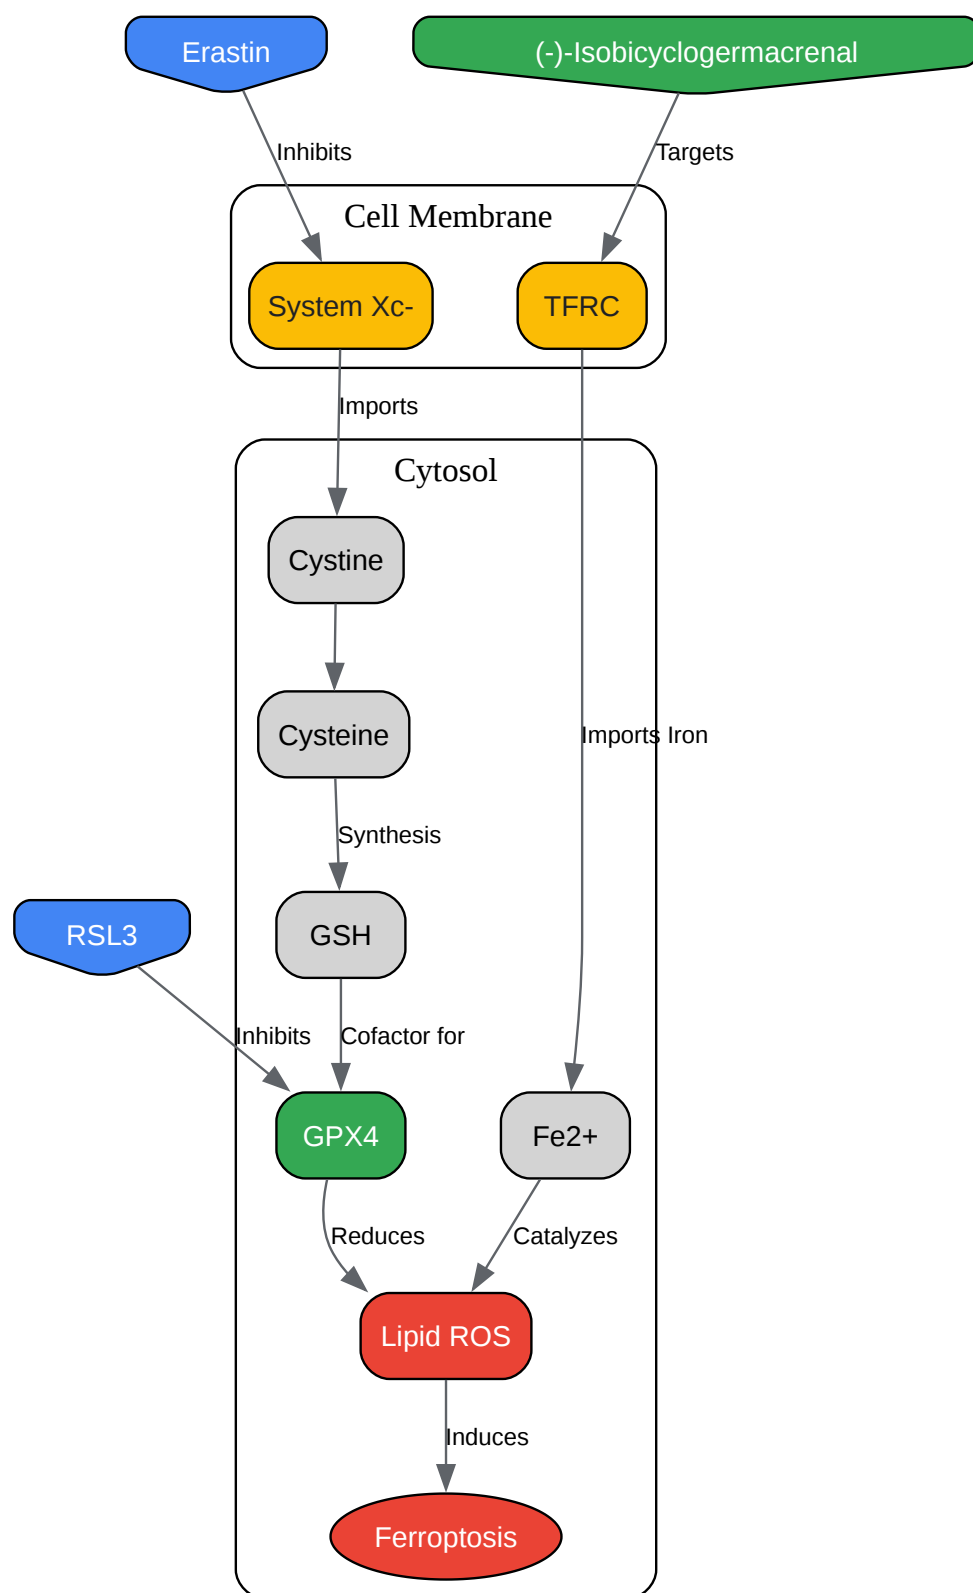 Erastin
(-)-Isobicyclogermacrenal
Inhibits
Targets
Cell Membrane
System Xc-
TFRC
Imports
Cytosol
Cystine
Cysteine
Imports Iron
Synthesis
RSL3
GSH
Inhibits
Cofactor for
GPX4
Fe2+
Reduces
Catalyzes
Lipid ROS
Induces
Ferroptosis